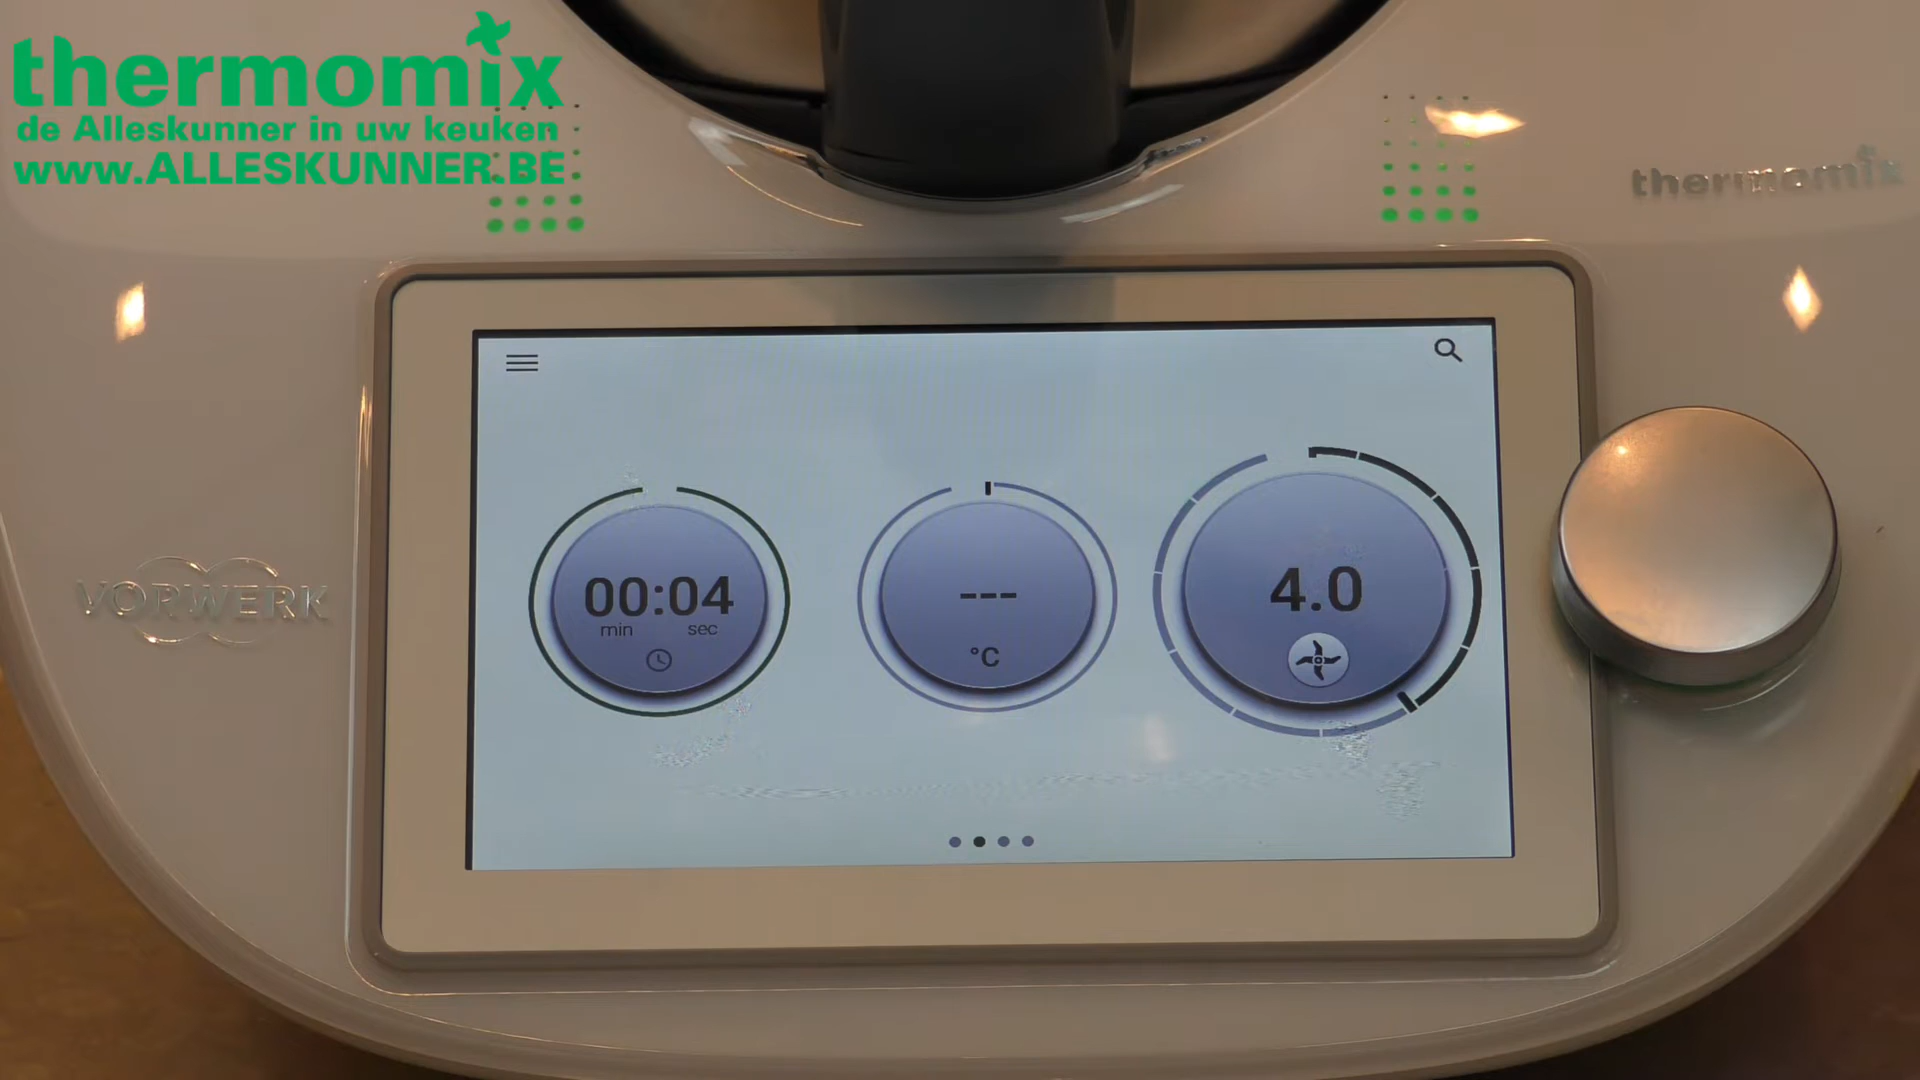 thermomix
de Alleskunner in uw keuken
www.ALLESKUNNER.BE
thermomix
VORWERK
00:04
min sec
---
°C
4.0